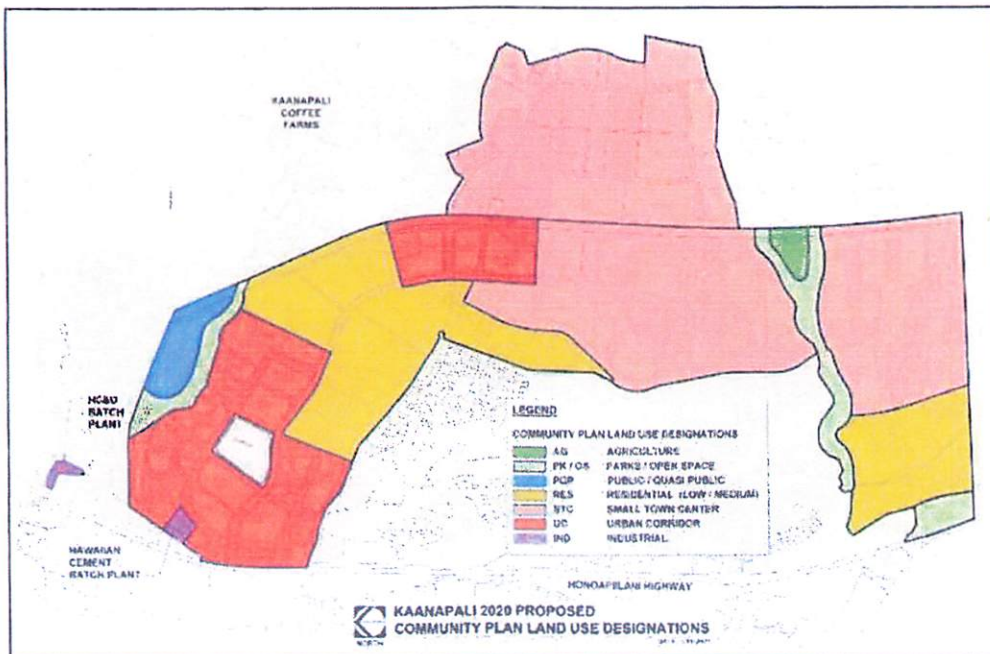 KAANAPALI
COFFEE
FARMS
HC&D
BATCH
PLANT
LEGEND
COMMUNITY PLAN LAND USE DESIGNATIONS
AG AGRICULTURE
PK / OS PARKS / OPEN SPACE
PQP PUBLIC / QUASI PUBLIC
RES RESIDENTIAL (LOW / MEDIUM)
STC SMALL TOWN CENTER
UC URBAN CORRIDOR
IND INDUSTRIAL
HAWAIIAN
CEMENT
BATCH PLANT
HONOAPIILANI HIGHWAY
KAANAPALI 2020 PROPOSED
COMMUNITY PLAN LAND USE DESIGNATIONS
NORTH